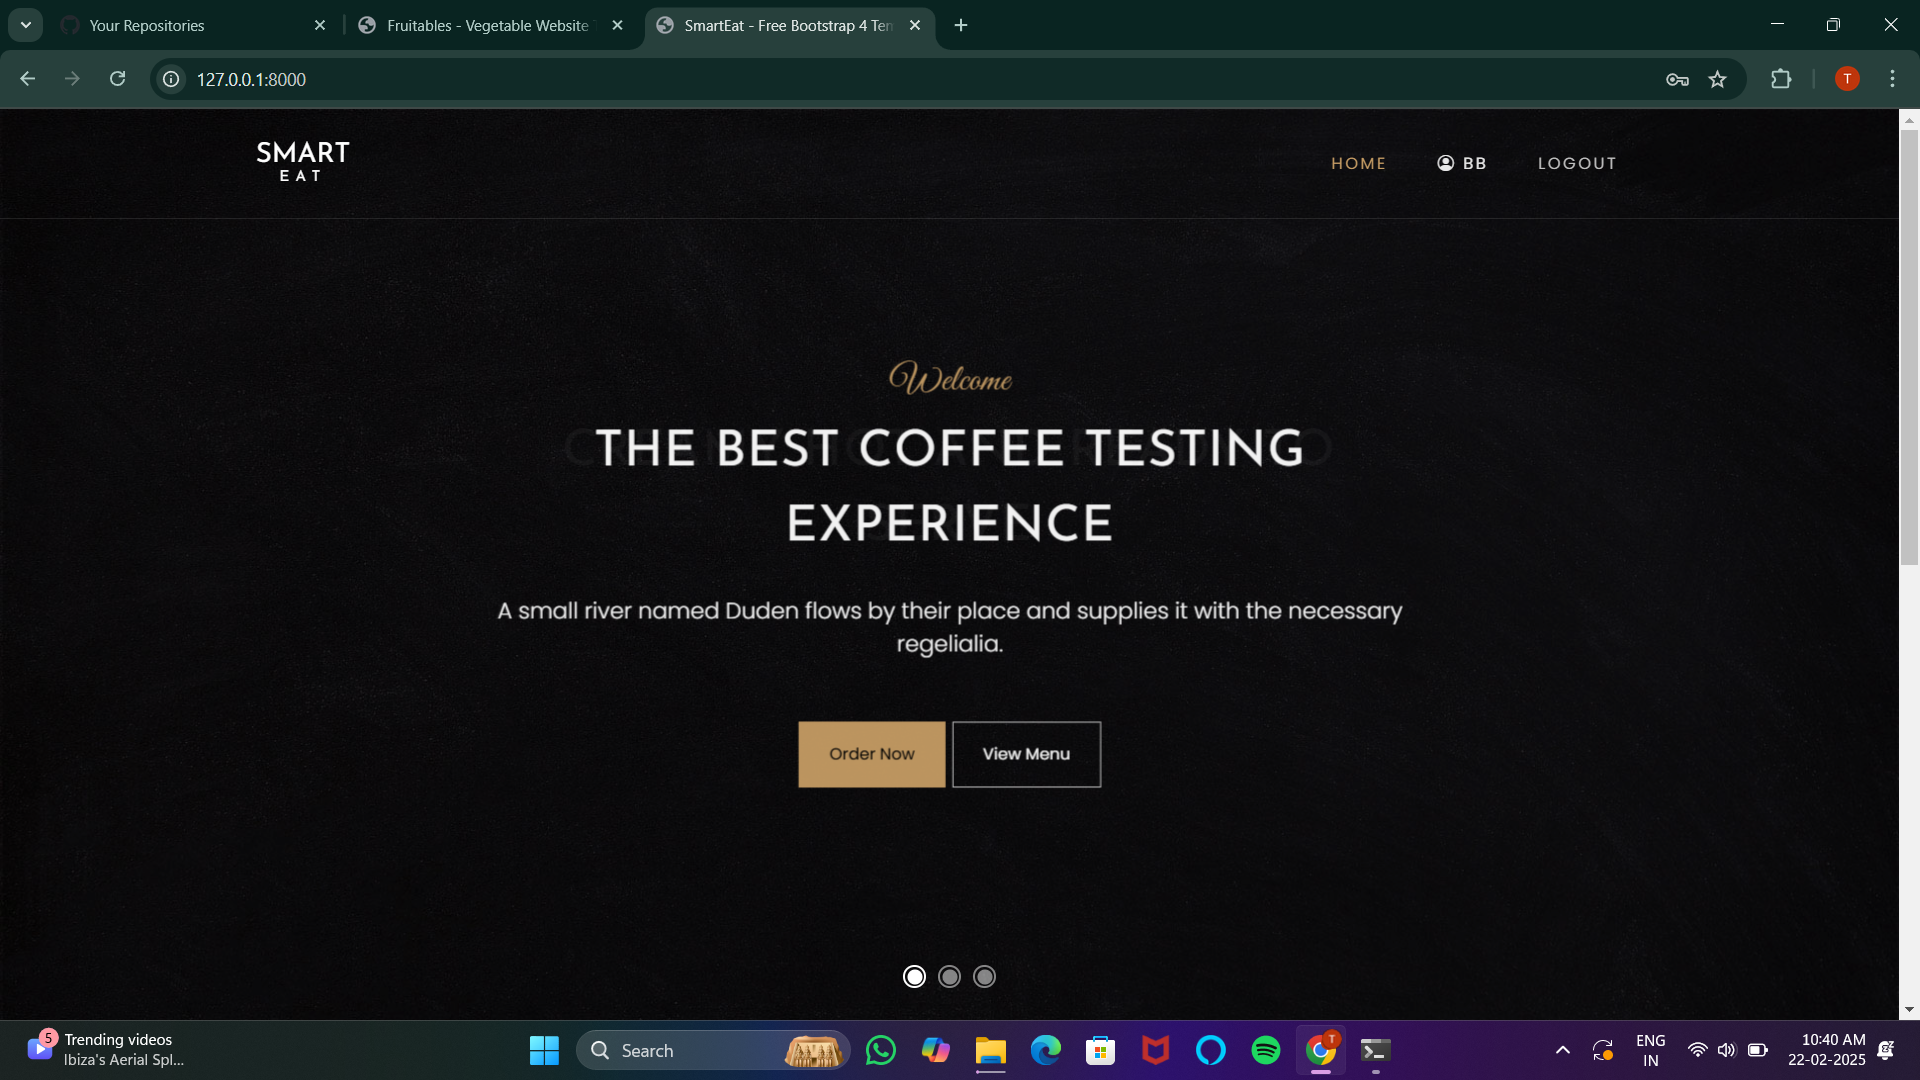 Your Repositories
Fruitables - Vegetable Website
SmartEat - Free Bootstrap 4 Ten
127.0.0.1:8000
T
SMART
EAT
HOME
BB
LOGOUT
Welcome
THE BEST COFFEE TESTING
EXPERIENCE
A small river named Duden flows by their place and supplies it with the necessary
regelialia.
Order Now
View Menu
5
Trending videos
Ibiza's Aerial Spl...
Search
T
ENG
IN
10:40 AM
22-02-2025